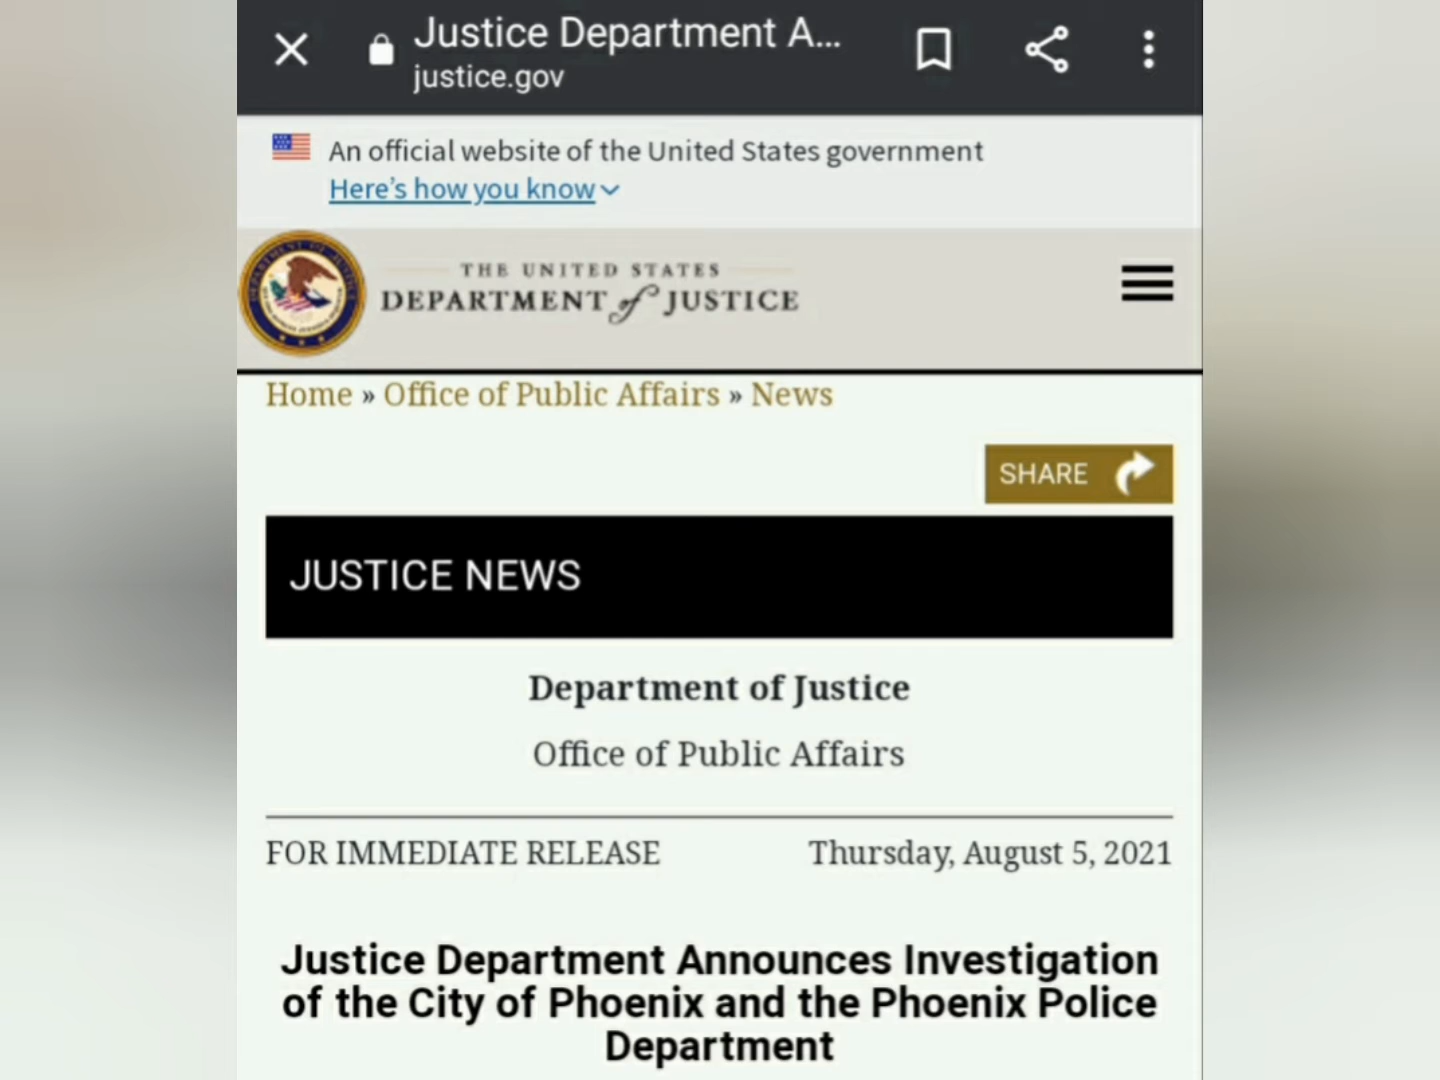 Justice Department A...
justice.gov
An official website of the United States government
Here's how you know
THE UNITED STATES
DEPARTMENT of JUSTICE
Home » Office of Public Affairs » News
SHARE
JUSTICE NEWS
Department of Justice
Office of Public Affairs
FOR IMMEDIATE RELEASE Thursday, August 5, 2021
Justice Department Announces Investigation
of the City of Phoenix and the Phoenix Police
Department